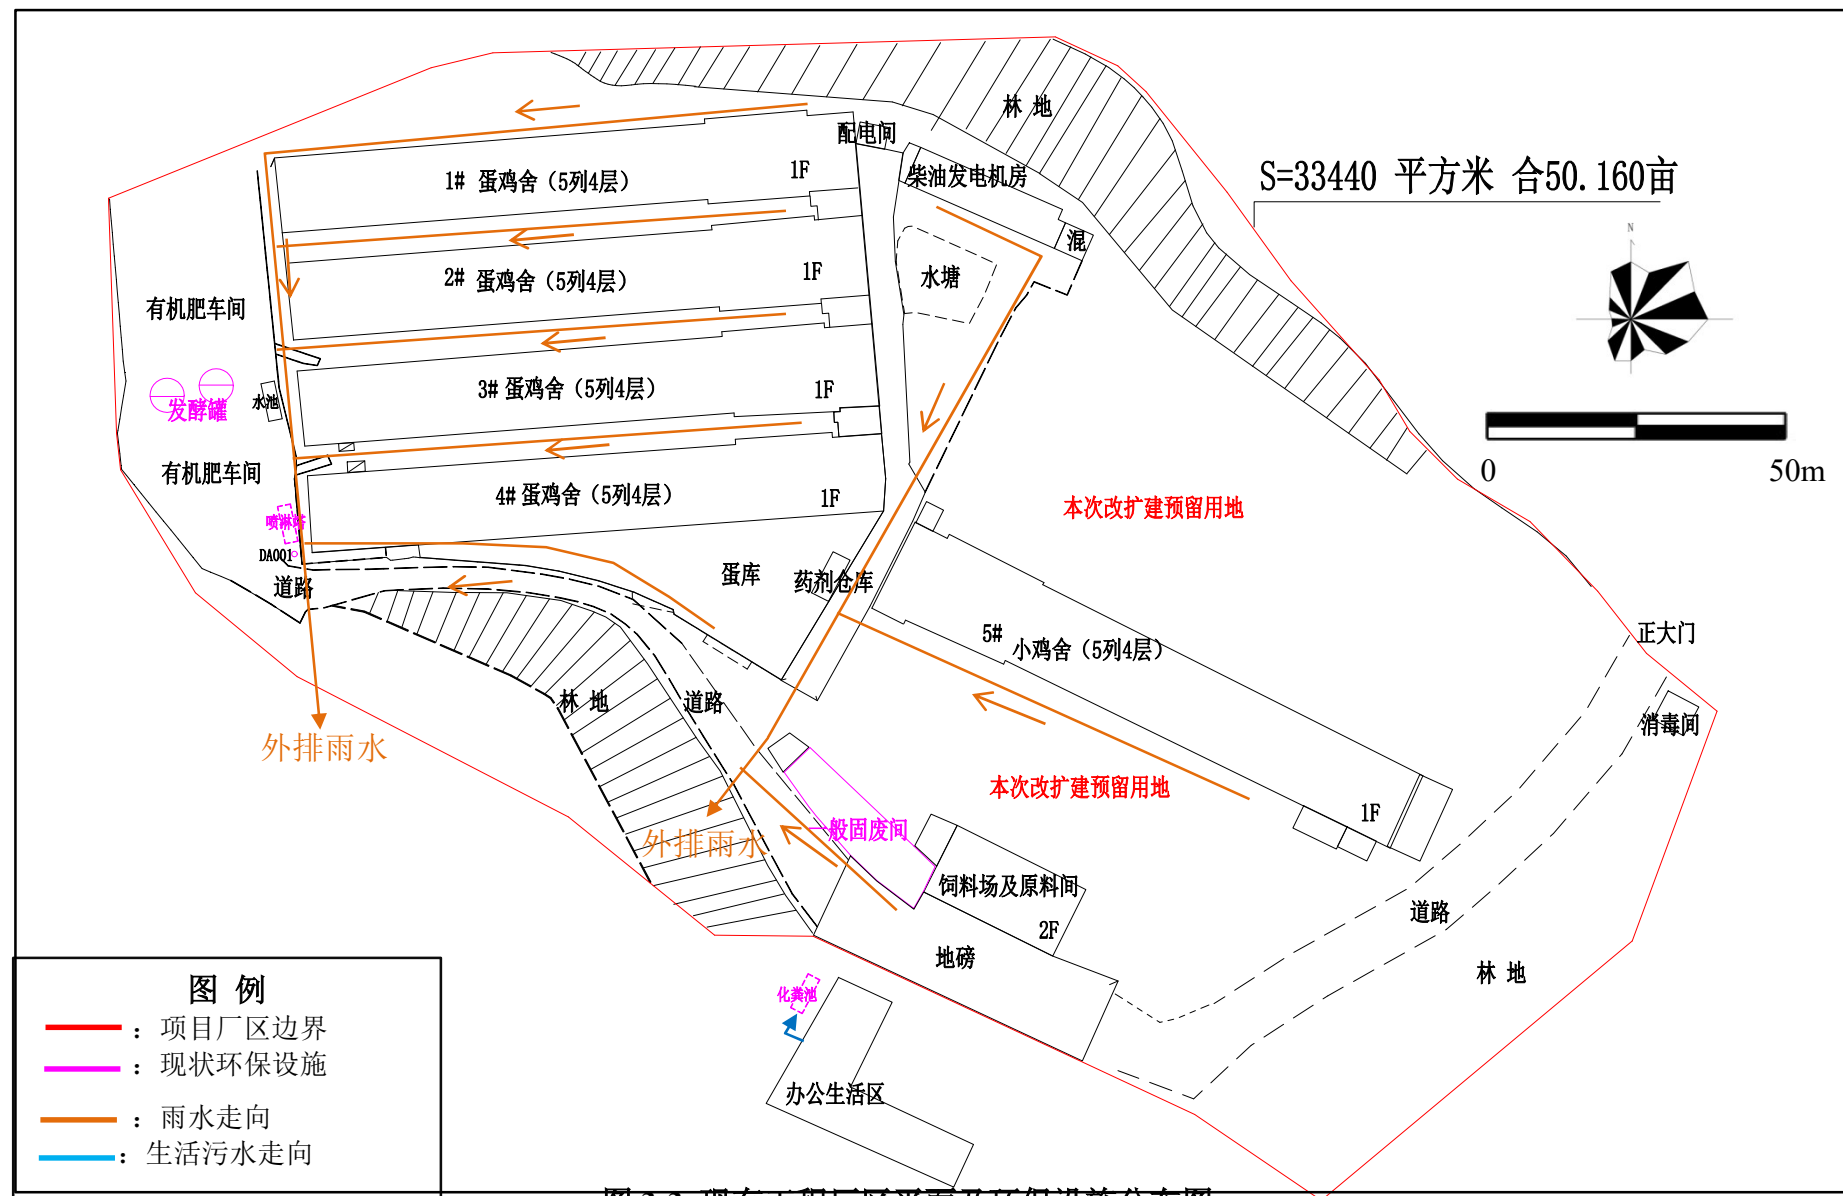 林 地
配电间
柴油发电机房
S=33440 平方米 合50.160亩
1F
1# 蛋鸡舍（5列4层）
N
混
水塘
1F
2# 蛋鸡舍（5列4层）
有机肥车间
1F
3# 蛋鸡舍（5列4层）
水池
发酵罐
有机肥车间
0
50m
4# 蛋鸡舍（5列4层）
1F
本次改扩建预留用地
喷淋塔
DA001
道路
蛋库
药剂仓库
5#
小鸡舍（5列4层）
正大门
林 地
道路
消毒间
外排雨水
本次改扩建预留用地
1F
外排雨水
一般固废间
饲料场及原料间
2F
道路
地磅
林 地
化粪池
办公生活区
图 例
：项目厂区边界
：现状环保设施
：雨水走向
：生活污水走向